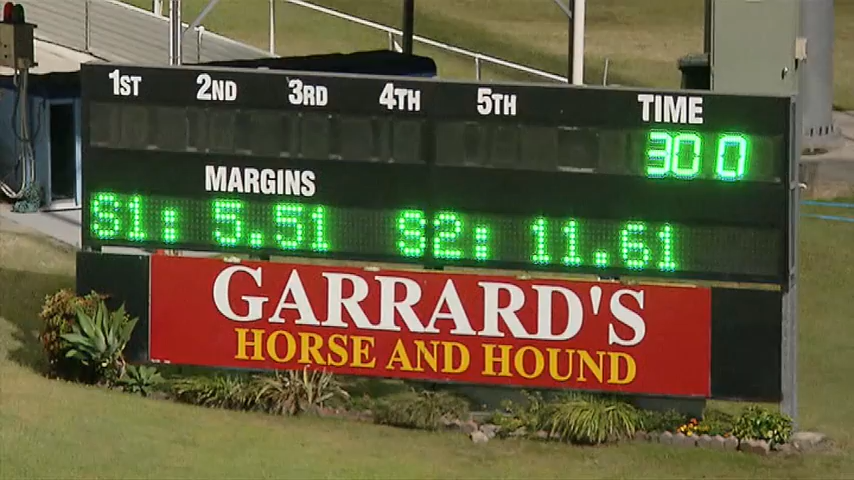 1ST 2ND 3RD 4TH 5TH TIME
30 0
MARGINS
S1: 5.51 S2: 11.61
GARRARD'S
HORSE AND HOUND